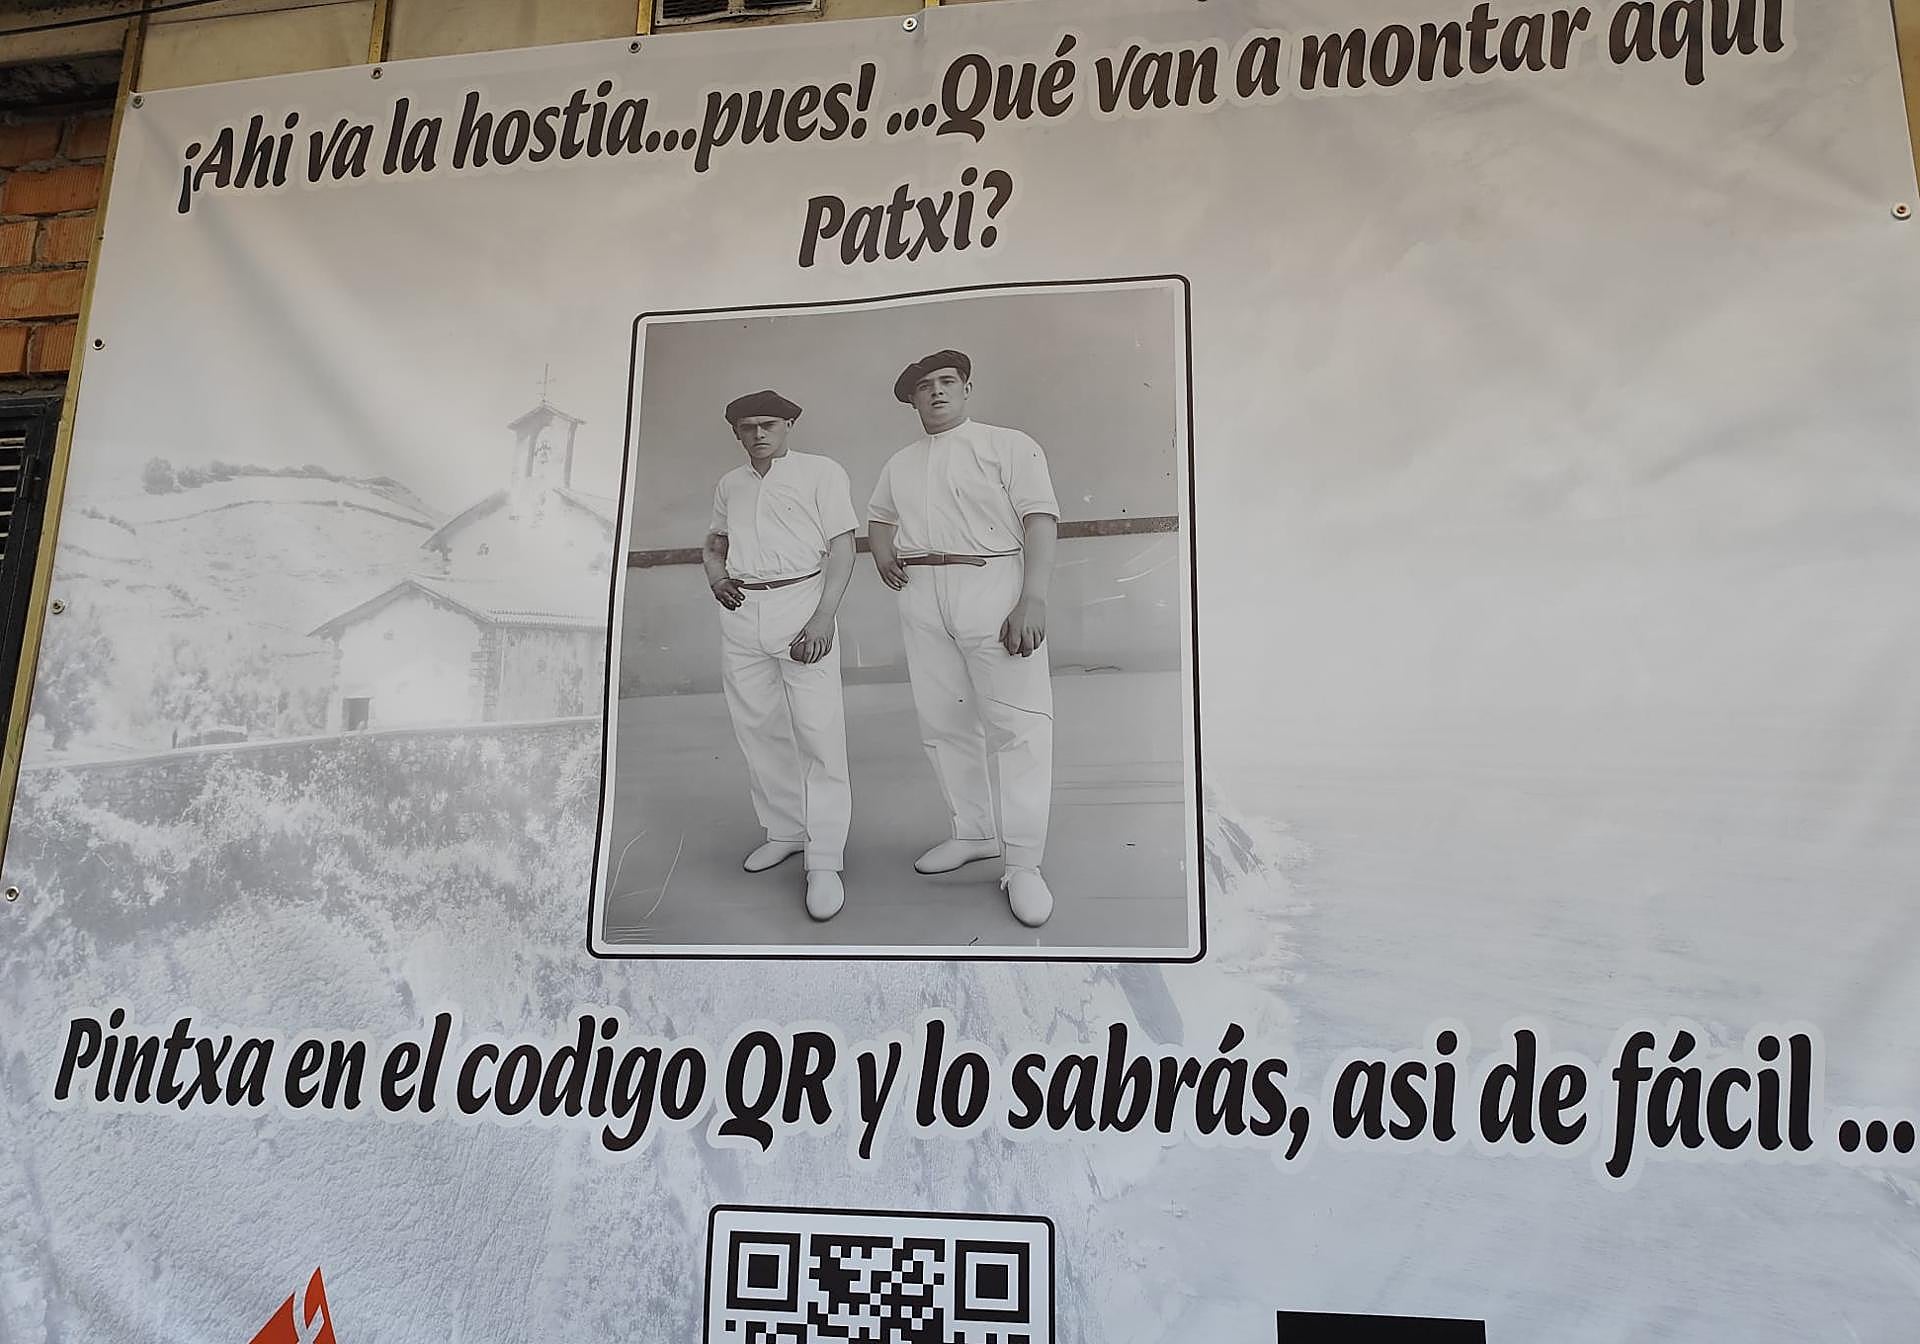 ¡Ahi va la hostia...pues! ...Qué van a montar aquí
Patxi?
Pintxa en el codigo QR y lo sabrás, asi de fácil ...